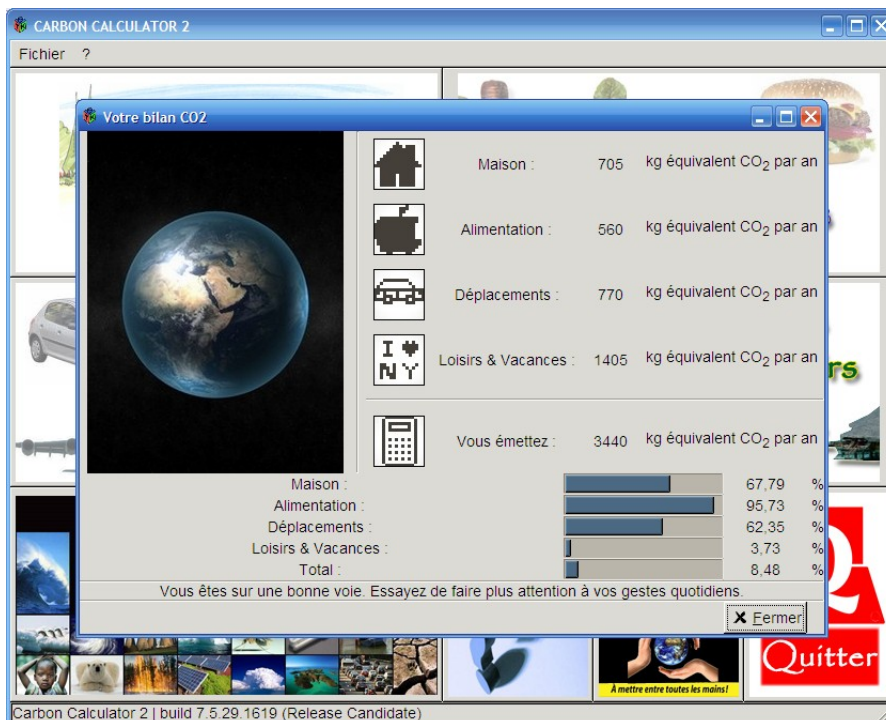 CARBON CALCULATOR 2
Fichier ?
Votre bilan CO2
Maison : 705 kg équivalent CO2 par an
Alimentation : 560 kg équivalent CO2 par an
Déplacements : 770 kg équivalent CO2 par an
I ♥
NY
Loisirs & Vacances : 1405 kg équivalent CO2 par an
Vous émettez : 3440 kg équivalent CO2 par an
Maison : 67,79 %
Alimentation : 95,73 %
Déplacements : 62,35 %
Loisirs & Vacances : 3,73 %
Total : 8,48 %
Vous êtes sur une bonne voie. Essayez de faire plus attention à vos gestes quotidiens.
Fermer
À mettre entre toutes les mains!
Quitter
Carbon Calculator 2 | build 7.5.29.1619 (Release Candidate)